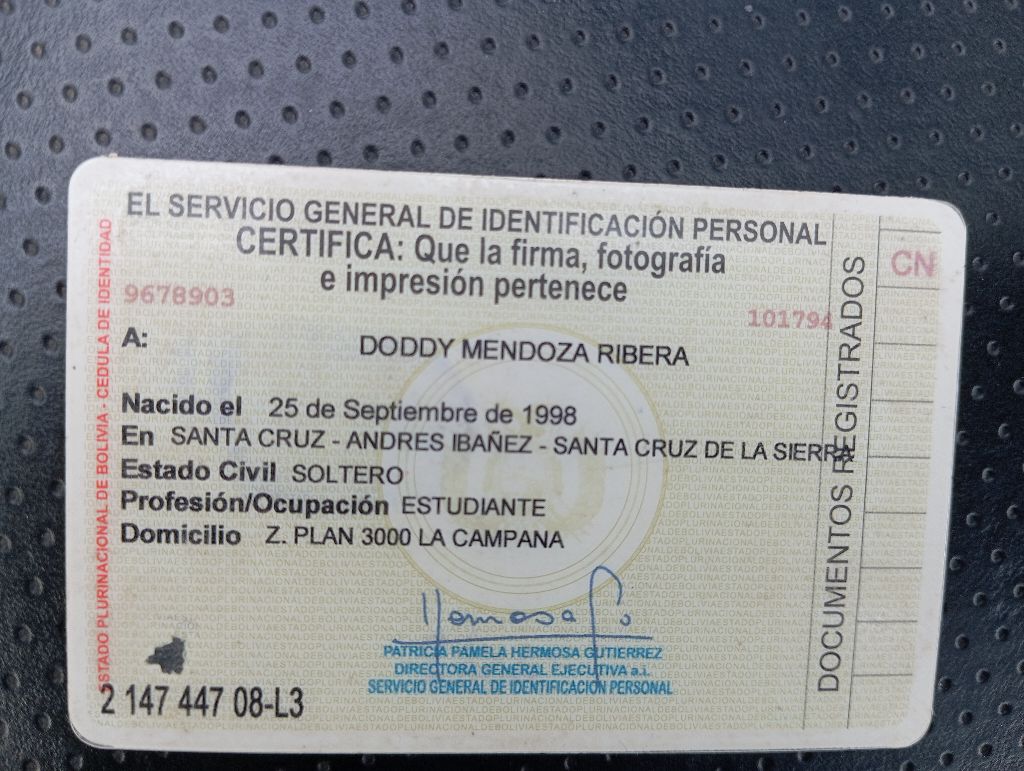 EL SERVICIO GENERAL DE IDENTIFICACIÓN PERSONAL
CERTIFICA: Que la firma, fotografía
e impresión pertenece
9678903
101794
A: DODDY MENDOZA RIBERA
Nacido el 25 de Septiembre de 1998
En SANTA CRUZ - ANDRES IBAÑEZ - SANTA CRUZ DE LA SIERRA
Estado Civil SOLTERO
Profesión/Ocupación ESTUDIANTE
Domicilio Z. PLAN 3000 LA CAMPANA
Hermosa G.
PATRICIA PAMELA HERMOSA GUTIERREZ
DIRECTORA GENERAL EJECUTIVA a.i.
SERVICIO GENERAL DE IDENTIFICACIÓN PERSONAL
2 147 447 08-L3
ESTADO PLURINACIONAL DE BOLIVIA - CEDULA DE IDENTIDAD
DOCUMENTOS REGISTRADOS
CN